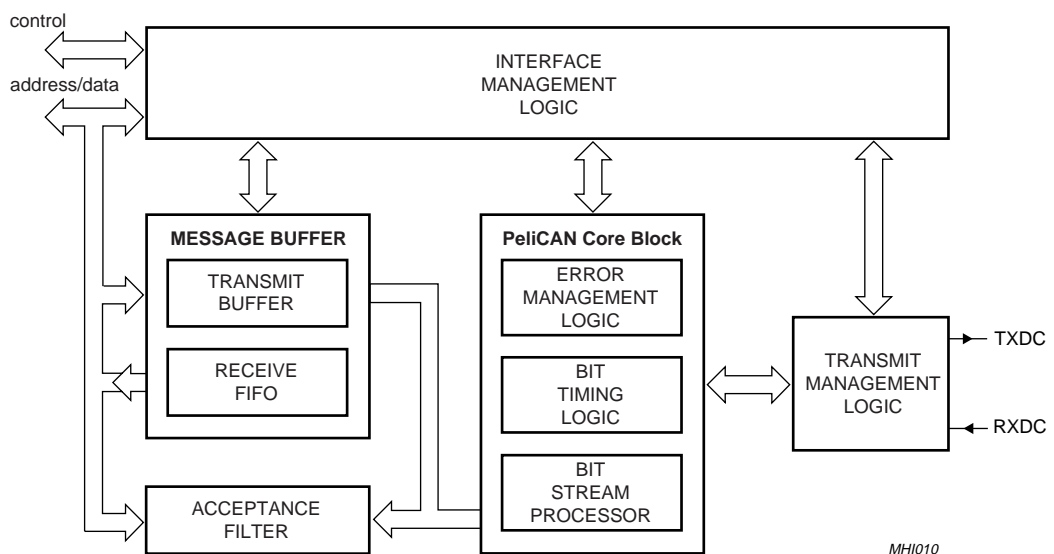 control
address/data
INTERFACE
MANAGEMENT
LOGIC
MESSAGE BUFFER
TRANSMIT
BUFFER
RECEIVE
FIFO
ACCEPTANCE
FILTER
PeliCAN Core Block
ERROR
MANAGEMENT
LOGIC
BIT
TIMING
LOGIC
BIT
STREAM
PROCESSOR
TRANSMIT
MANAGEMENT
LOGIC
TXDC
RXDC
MHI010